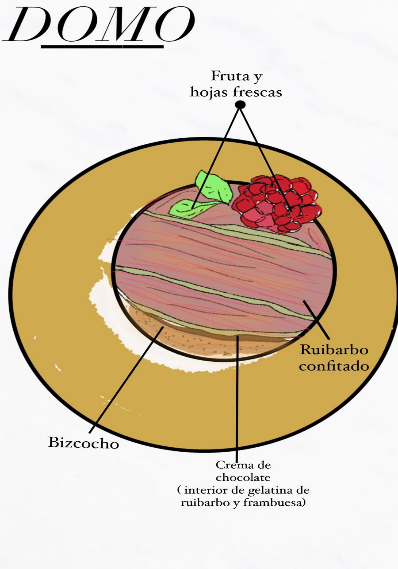 DOMO
Fruta y
hojas frescas
Ruibarbo
confitado
Bizcocho
Crema de
chocolate
( interior de gelatina de
ruibarbo y frambuesa)